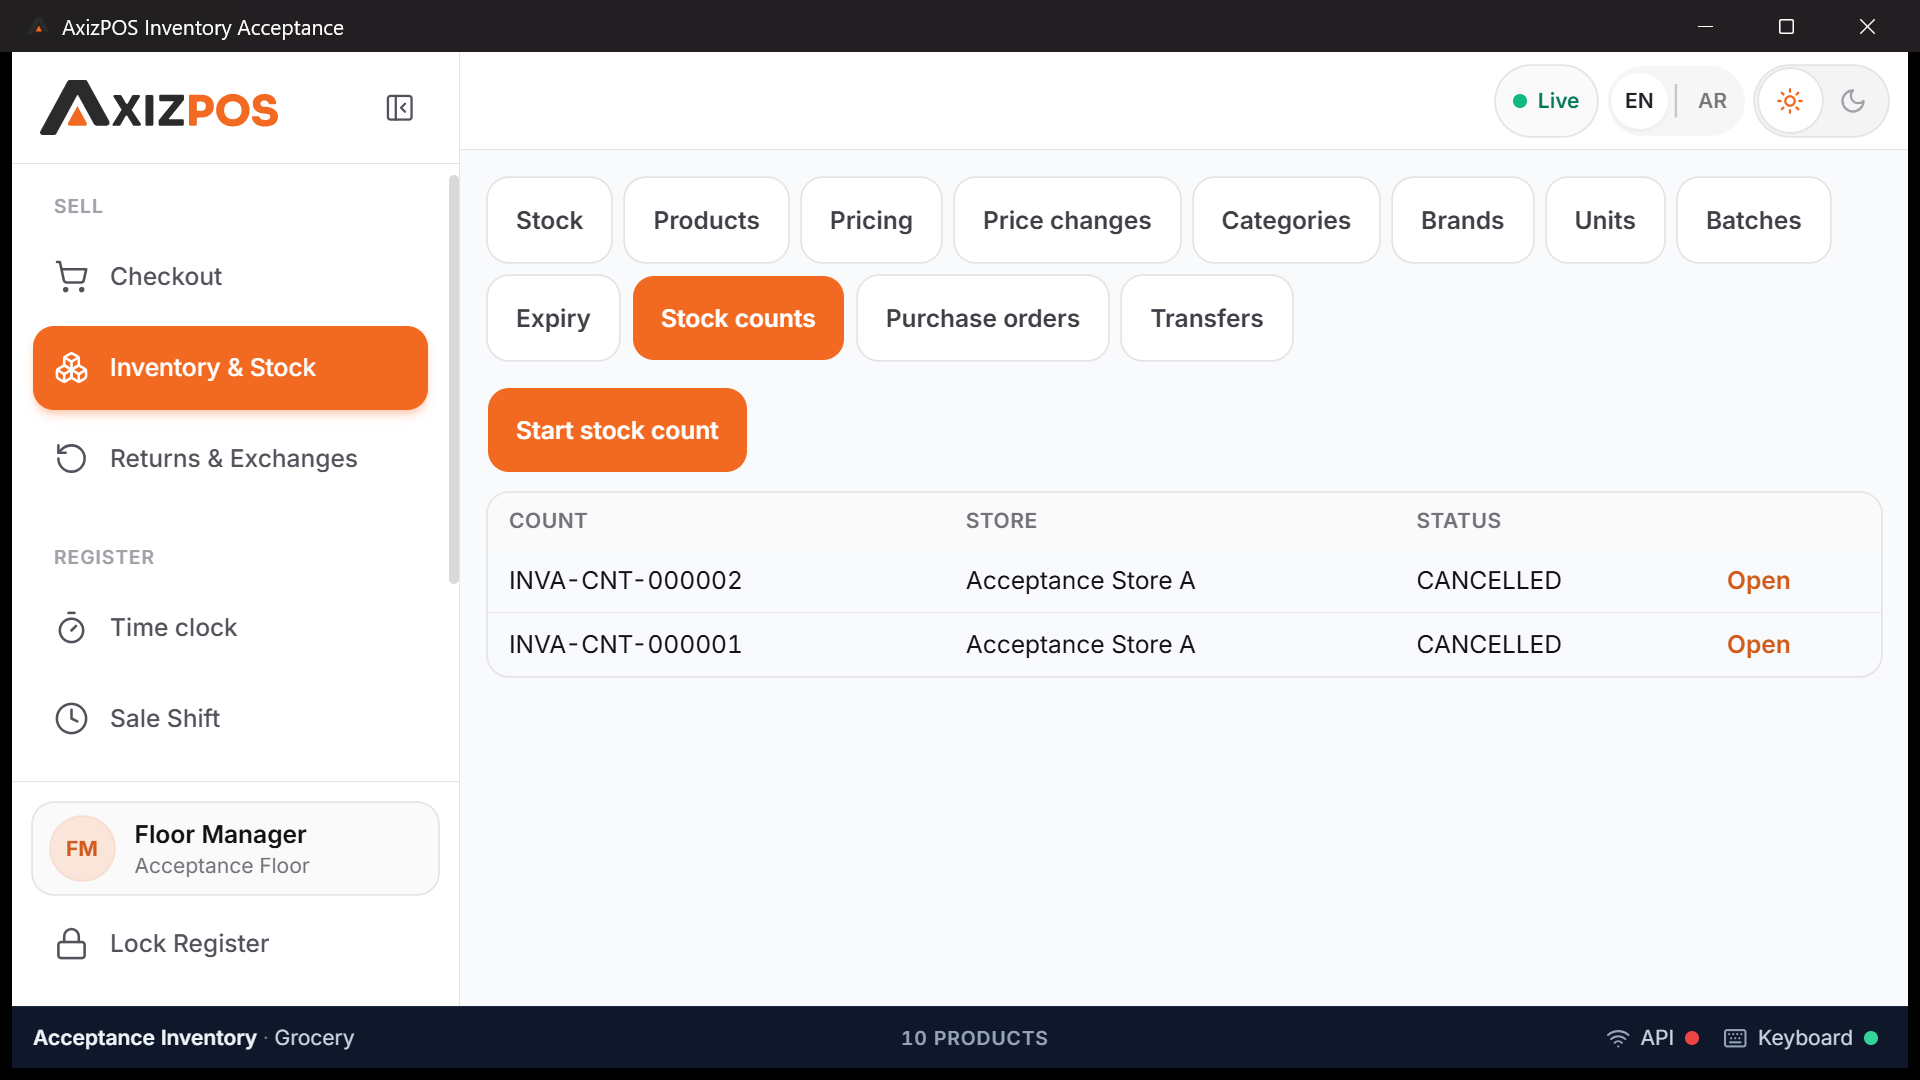 AxizPOS Inventory Acceptance
AXIZPOS
Live
EN
AR
SELL
Checkout
Inventory & Stock
Returns & Exchanges
REGISTER
Time clock
Sale Shift
FM
Floor Manager
Acceptance Floor
Lock Register
Stock
Products
Pricing
Price changes
Categories
Brands
Units
Batches
Expiry
Stock counts
Purchase orders
Transfers
Start stock count
COUNT STORE STATUS
INVA-CNT-000002 Acceptance Store A CANCELLED Open
INVA-CNT-000001 Acceptance Store A CANCELLED Open
Acceptance Inventory · Grocery
10 PRODUCTS
API
Keyboard